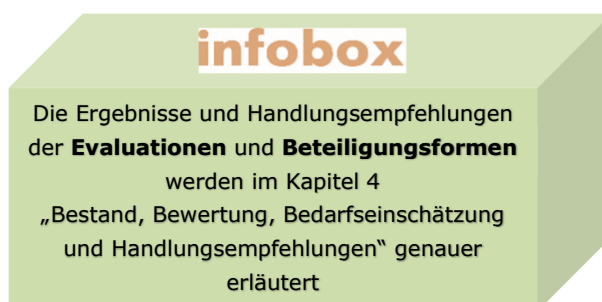 infobox
Die Ergebnisse und Handlungsempfehlungen
der Evaluationen und Beteiligungsformen
werden im Kapitel 4
„Bestand, Bewertung, Bedarfseinschätzung
und Handlungsempfehlungen“ genauer
erläutert